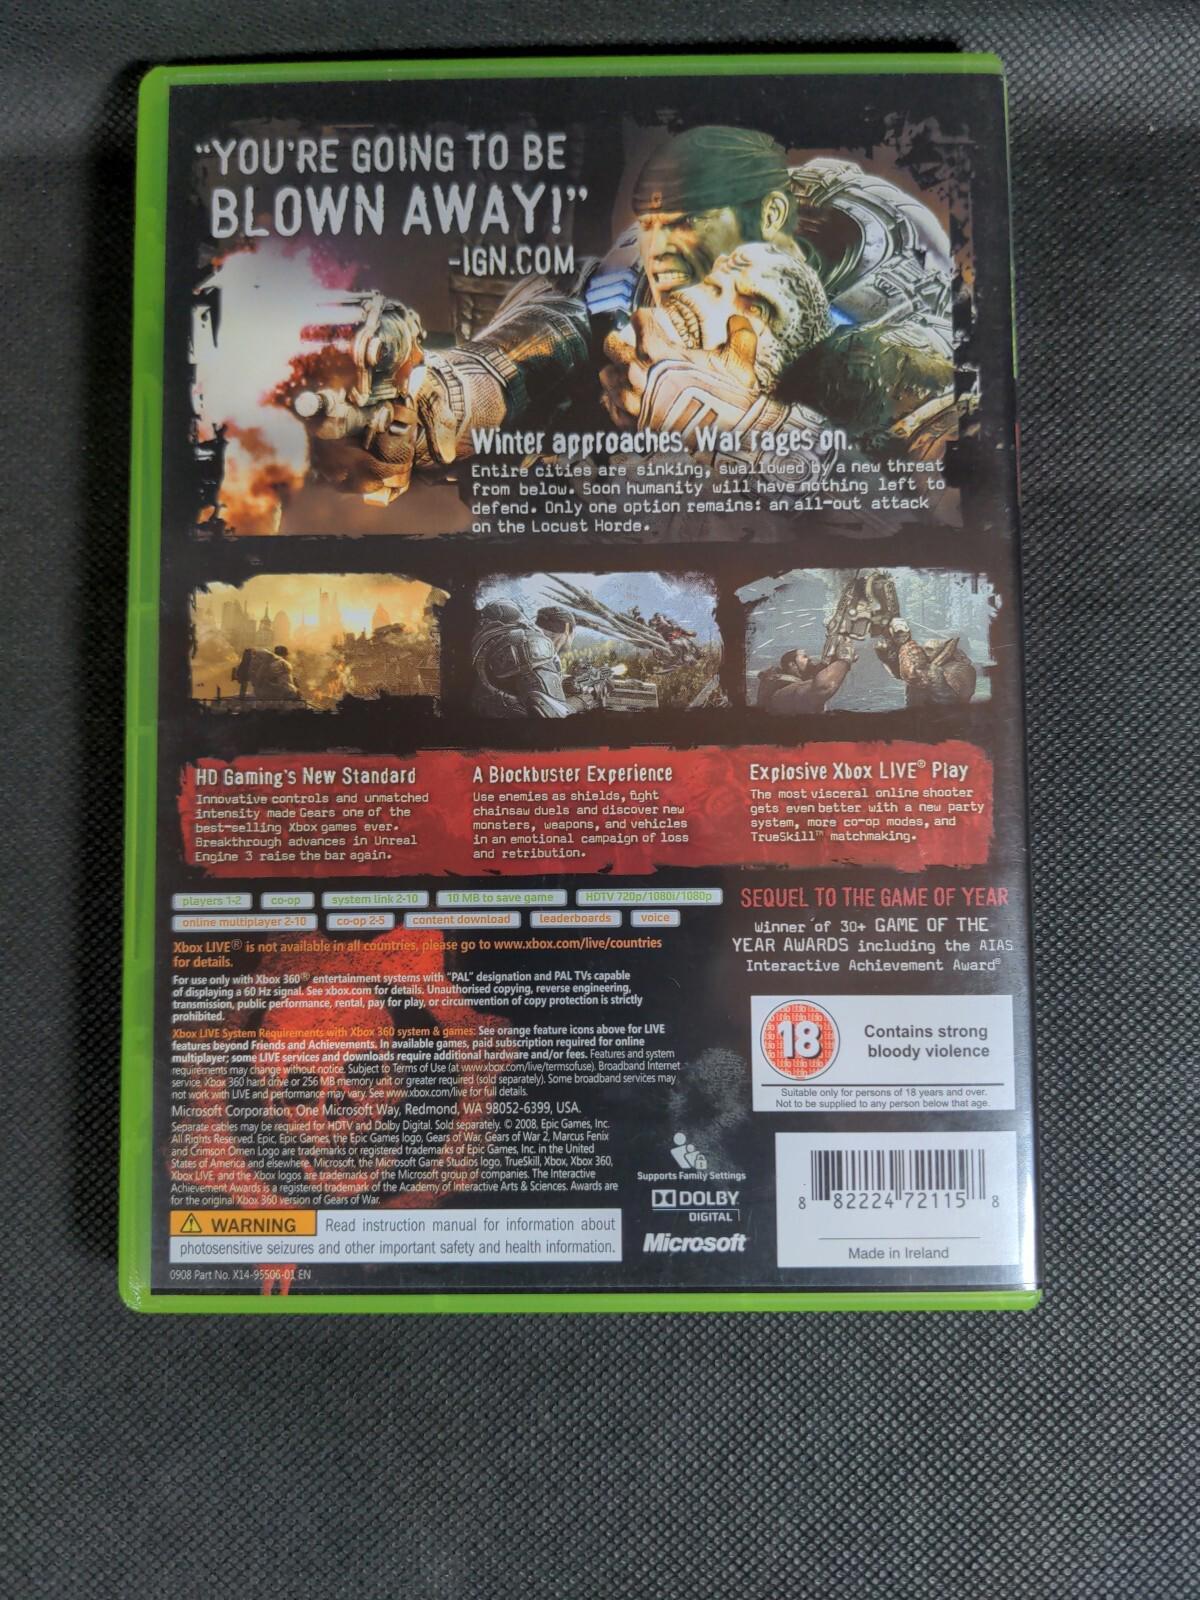 "YOU'RE GOING TO BE
BLOWN AWAY!"
-IGN.COM
Winter approaches. War rages on.
Entire cities are sinking, swallowed by a new threat
from below. Soon humanity will have nothing left to
defend. Only one option remains: an all-out attack
on the Locust Horde.
HD Gaming's New Standard
Innovative controls and unmatched
intensity made Gears one of the
best-selling Xbox games ever.
Breakthrough advances in Unreal
Engine 3 raise the bar again.
A Blockbuster Experience
Use enemies as shields, fight
chainsaw duels and discover new
monsters, weapons, and vehicles
in an emotional campaign of loss
and retribution.
Explosive Xbox LIVE® Play
The most visceral online shooter
gets even better with a new party
system, more co-op modes, and
TrueSkill™ matchmaking.
players 1-2 co-op system link 2-10 10 MB to save game HDTV 720p/1080i/1080p
online multiplayer 2-10 co-op 2-5 content download leaderboards voice
Xbox LIVE® is not available in all countries, please go to www.xbox.com/live/countries
for details.
For use only with Xbox 360® entertainment systems with "PAL" designation and PAL TVs capable
of displaying a 60 Hz signal. See xbox.com for details. Unauthorised copying, reverse engineering,
transmission, public performance, rental, pay for play, or circumvention of copy protection is strictly
prohibited.
Xbox LIVE System Requirements with Xbox 360 system & games: See orange feature icons above for LIVE
features beyond Friends and Achievements. In available games, paid subscription required for online
multiplayer; some LIVE services and downloads require additional hardware and/or fees. Features and system
requirements may change without notice. Subject to Terms of Use (at www.xbox.com/live/termsofuse). Broadband Internet
service, Xbox 360 hard drive or 256 MB memory unit or greater required (sold separately). Some broadband services may
not work with LIVE and performance may vary. See www.xbox.com/live for full details.
Microsoft Corporation, One Microsoft Way, Redmond, WA 98052-6399, USA.
Separate cables may be required for HDTV and Dolby Digital. Sold separately. © 2008, Epic Games, Inc.
All Rights Reserved. Epic, Epic Games, the Epic Games logo, Gears of War, Gears of War 2, Marcus Fenix
and Crimson Omen Logo are trademarks or registered trademarks of Epic Games, Inc. in the United
States of America and elsewhere. Microsoft, the Microsoft Game Studios logo, TrueSkill, Xbox, Xbox 360,
Xbox LIVE, and the Xbox logos are trademarks of the Microsoft group of companies. The Interactive
Achievement Awards is a registered trademark of the Academy of Interactive Arts & Sciences. Awards are
for the original Xbox 360 version of Gears of War.
WARNING Read instruction manual for information about
photosensitive seizures and other important safety and health information.
0908 Part No. X14-95506-01 EN
SEQUEL TO THE GAME OF YEAR
Winner of 30+ GAME OF THE
YEAR AWARDS including the AIAS
Interactive Achievement Award®
18
Contains strong
bloody violence
Suitable only for persons of 18 years and over.
Not to be supplied to any person below that age.
Supports Family Settings
DOLBY
DIGITAL
Microsoft
8 82224 72115 8
Made in Ireland